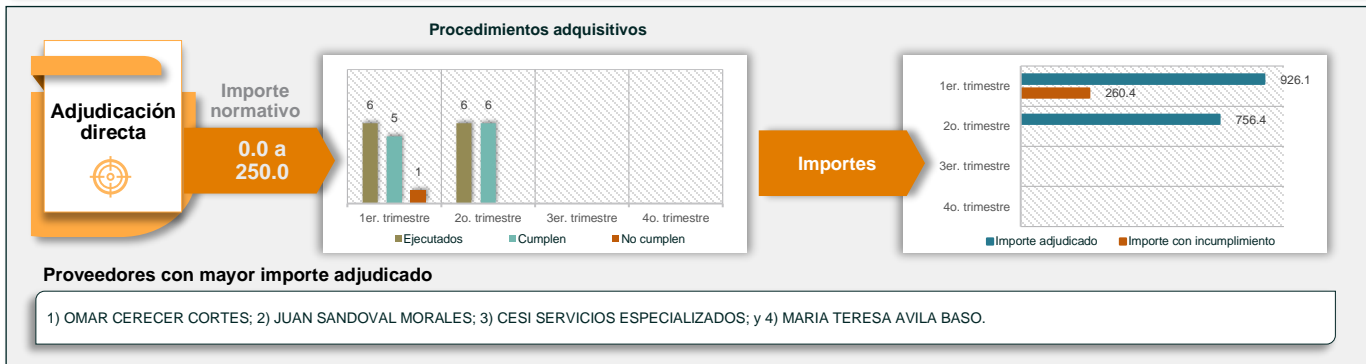 Adjudicación
directa
Importe
normativo
0.0 a
250.0
Procedimientos adquisitivos
6
5
1
6
6
1er. trimestre
2o. trimestre
3er. trimestre
4o. trimestre
Ejecutados
Cumplen
No cumplen
Importes
1er. trimestre
926.1
260.4
2o. trimestre
756.4
3er. trimestre
4o. trimestre
Importe adjudicado
Importe con incumplimiento
Proveedores con mayor importe adjudicado
1) OMAR CERECER CORTES; 2) JUAN SANDOVAL MORALES; 3) CESI SERVICIOS ESPECIALIZADOS; y 4) MARIA TERESA AVILA BASO.